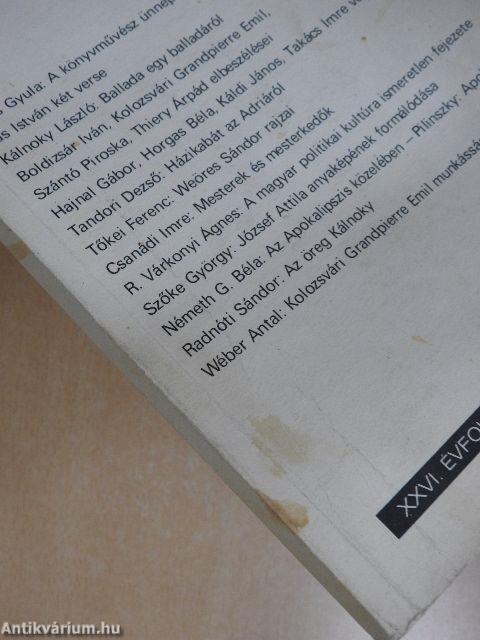 Gyula: A könyvművész ünnep
István két verse
Kálnoky László: Ballada egy balladáról
Boldizsár Iván, Kolozsvári Grandpierre Emil,
Szántó Piroska, Thiery Árpád elbeszélései
Hajnal Gábor, Horgas Béla, Káldi János, Takács Imre v
Tandori Dezső: Házikabát az Adriáról
Tőkei Ferenc: Weöres Sándor rajzai
Csanádi Imre: Mesterek és mesterkedők
R. Várkonyi Ágnes: A magyar politikai kultúra ismeretlen fejezete
Szőke György: József Attila anyaképének formálódása
Németh G. Béla: Az Apokalipszis közelében – Pilinszky: Apo
Radnóti Sándor: Az öreg Kálnoky
Wéber Antal: Kolozsvári Grandpierre Emil munkásság
XXVI. ÉVFOL
Antikvárium.hu